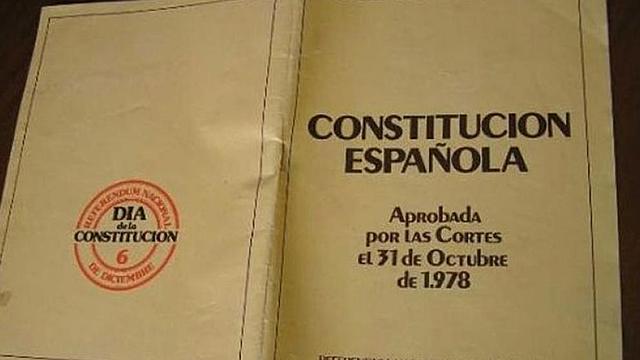 REFERENDUM NACIONAL
DIA
de la
CONSTITUCION
6
DE DICIEMBRE
CONSTITUCION
ESPAÑOLA
APROBADA
POR LAS CORTES
EL 31 DE OCTUBRE
DE 1.978